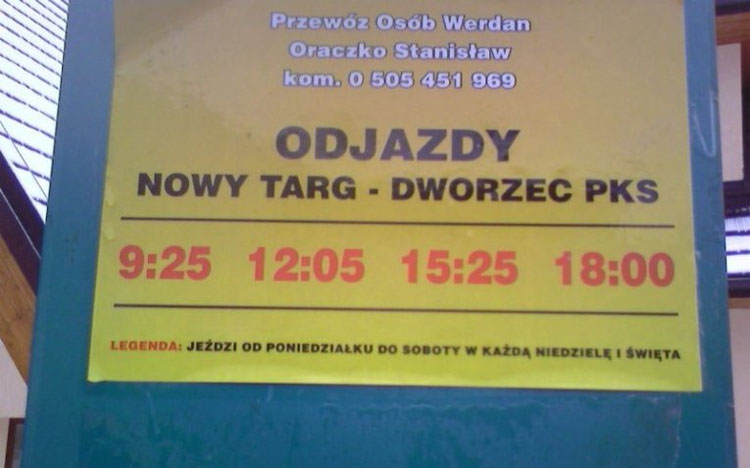 Przewóz Osób Werdan
Oraczko Stanisław
kom. 0 505 451 969
ODJAZDY
NOWY TARG - DWORZEC PKS
9:25 12:05 15:25 18:00
LEGENDA: JEŹDZI OD PONIEDZIAŁKU DO SOBOTY W KAŻDĄ NIEDZIELĘ I ŚWIĘTA